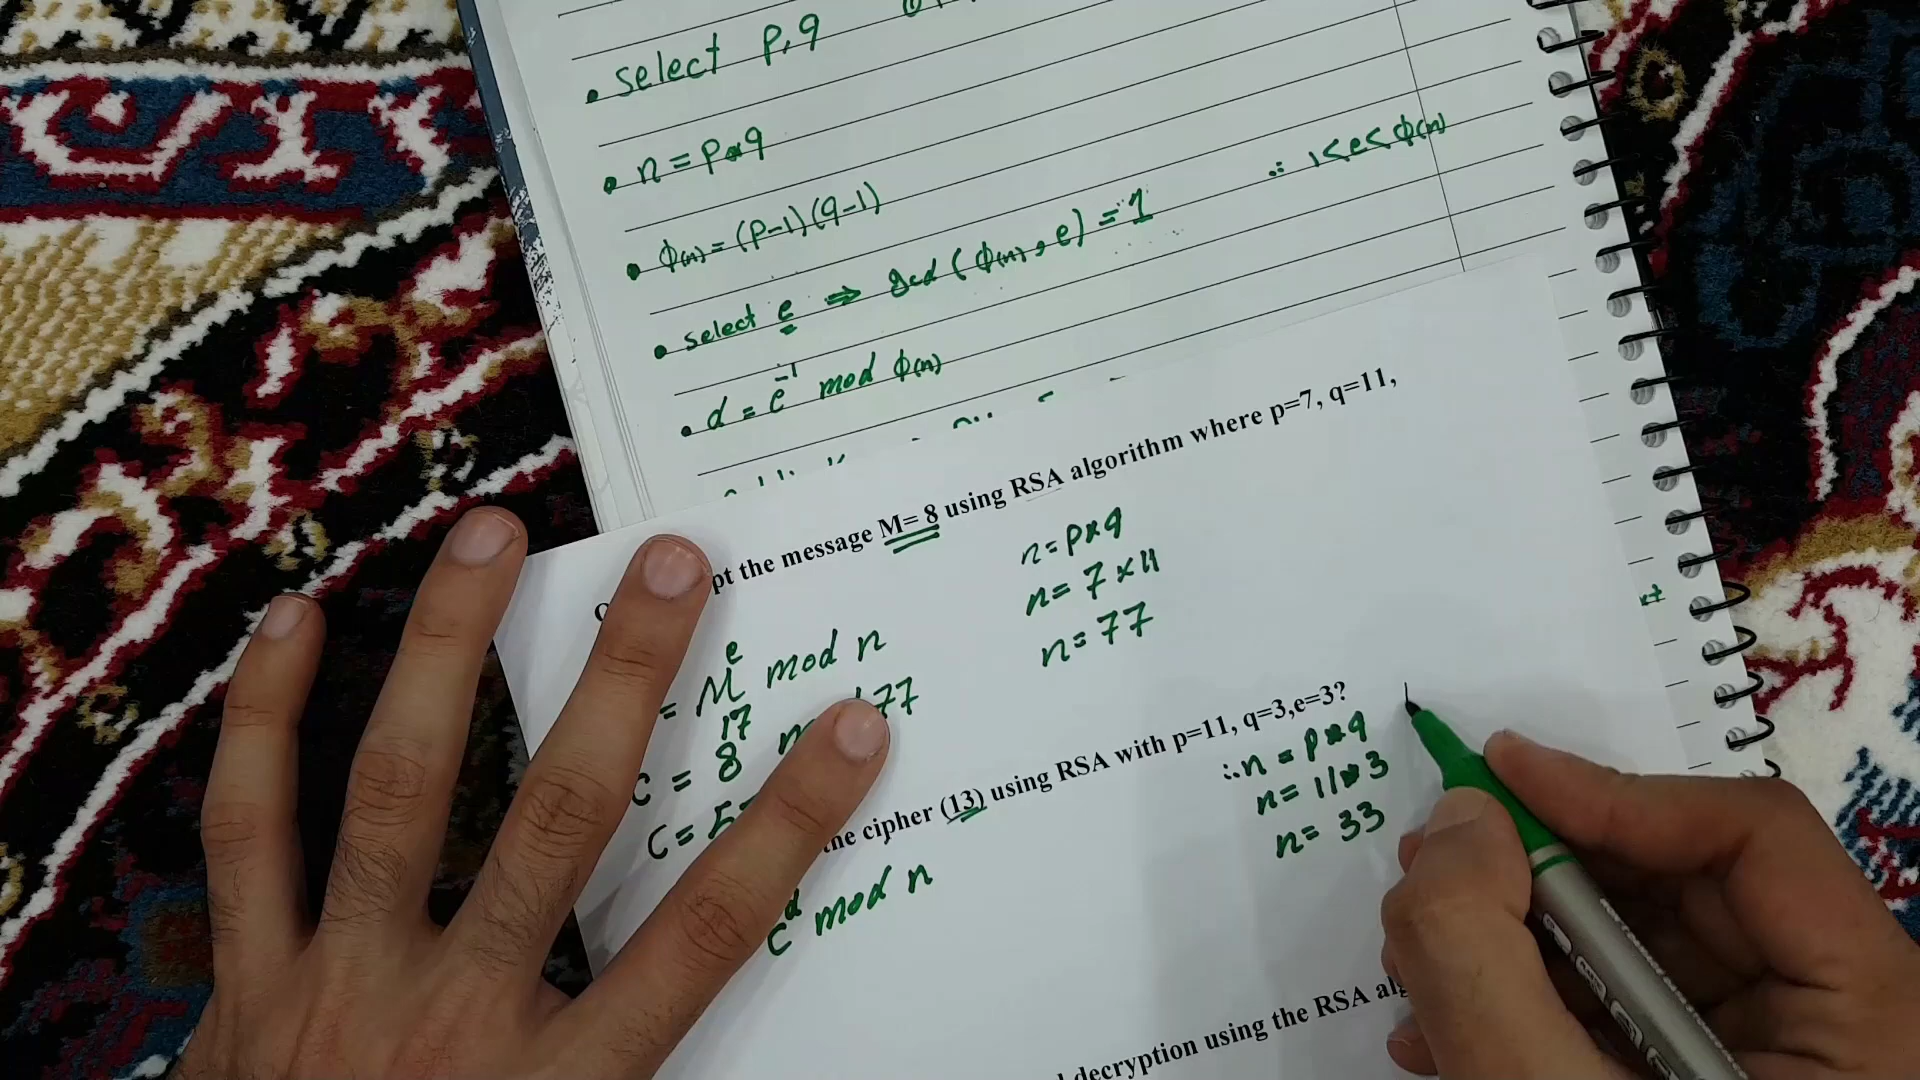 • select p, q
• n = p * q
• ϕ(n) = (p-1)(q-1)
• select e ⇒ gcd ( ϕ(n), e) = 1 ∴ 1<e< ϕ(n)
• d = e⁻¹ mod ϕ(n)
pt the message M= 8 using RSA algorithm where p=7, q=11,
n = p * q
n = 7 × 11
n = 77
= Mᵉ mod n
C = 8¹⁷ 77
C =
the cipher (13) using RSA with p=11, q=3,e=3?
∴ n = p * q
n = 11 * 3
n = 33
Cᵈ mod n
decryption using the RSA